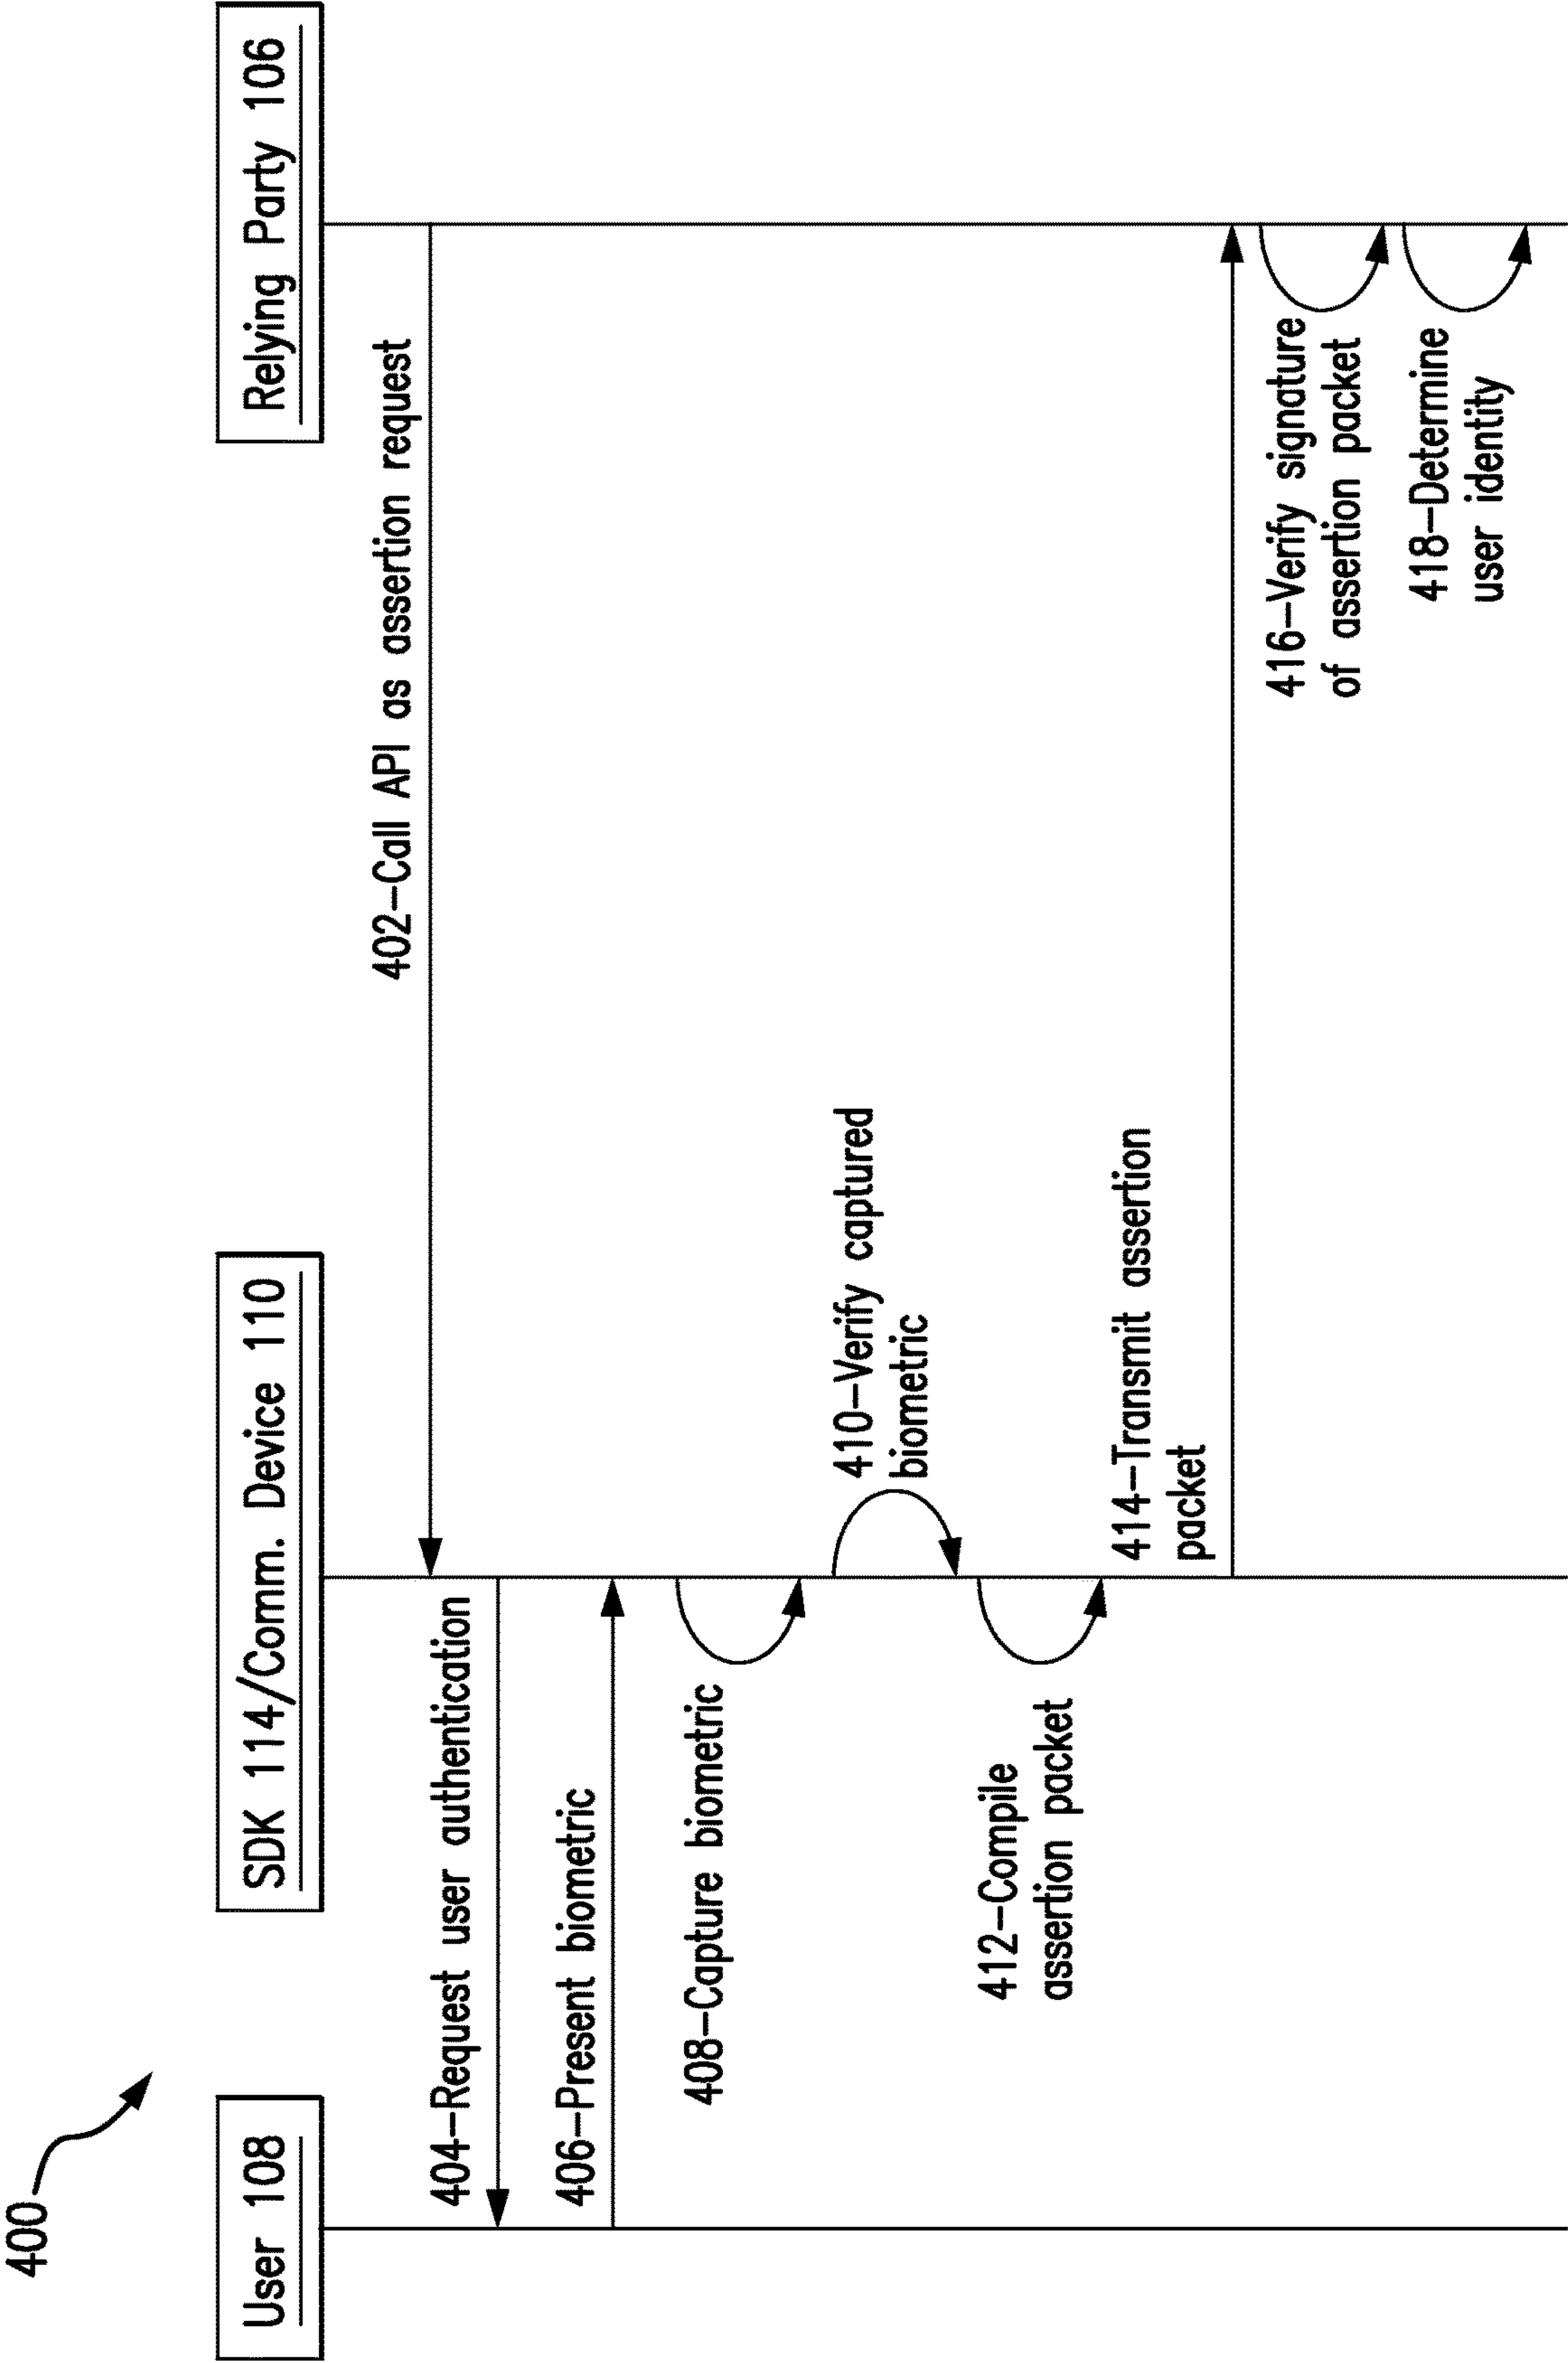 400
User 108
SDK 114/Comm. Device 110
Relying Party 106
402–Call API as assertion request
404–Request user authentication
406–Present biometric
408–Capture biometric
410–Verify captured
biometric
412–Compile
assertion packet
414–Transmit assertion
packet
416–Verify signature
of assertion packet
418–Determine
user identity